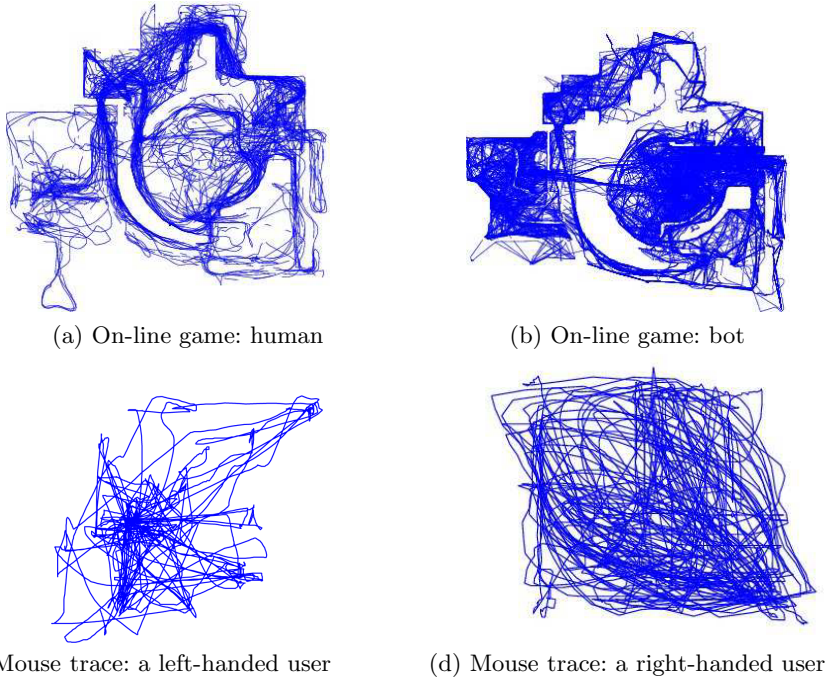 (a) On-line game: human
(b) On-line game: bot
Mouse trace: a left-handed user
(d) Mouse trace: a right-handed user